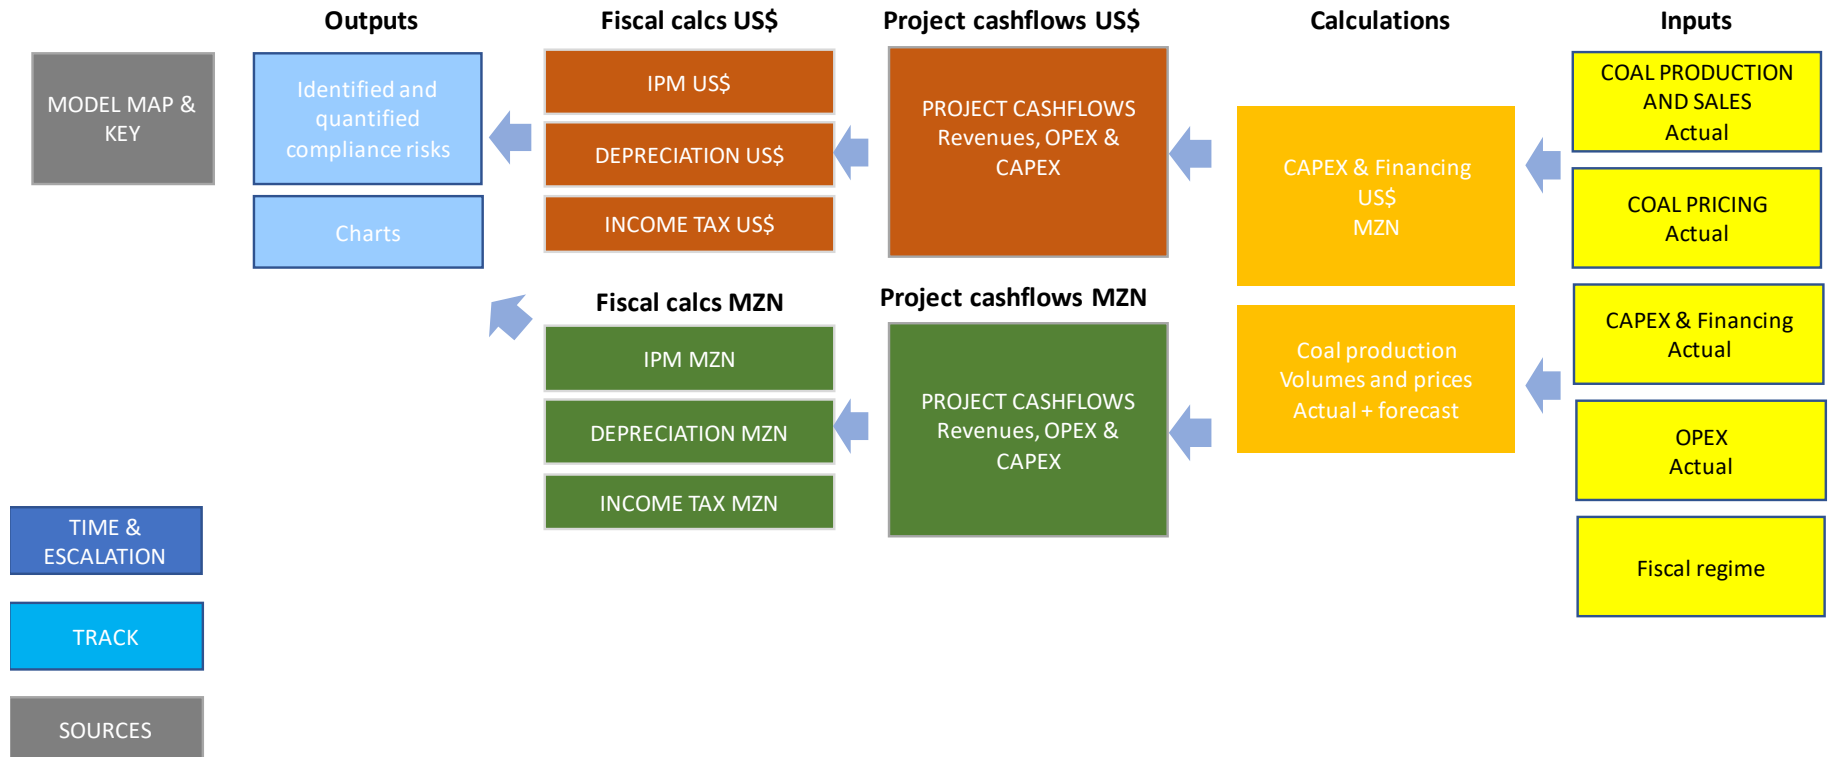 Outputs
Fiscal calcs US$
Project cashflows US$
Calculations
Inputs
MODEL MAP &
KEY
Identified and
quantified
compliance risks
Charts
IPM US$
DEPRECIATION US$
INCOME TAX US$
PROJECT CASHFLOWS
Revenues, OPEX &
CAPEX
CAPEX & Financing
US$
MZN
COAL PRODUCTION
AND SALES
Actual
COAL PRICING
Actual
Fiscal calcs MZN
Project cashflows MZN
IPM MZN
DEPRECIATION MZN
INCOME TAX MZN
PROJECT CASHFLOWS
Revenues, OPEX &
CAPEX
Coal production
Volumes and prices
Actual + forecast
CAPEX & Financing
Actual
OPEX
Actual
Fiscal regime
TIME &
ESCALATION
TRACK
SOURCES